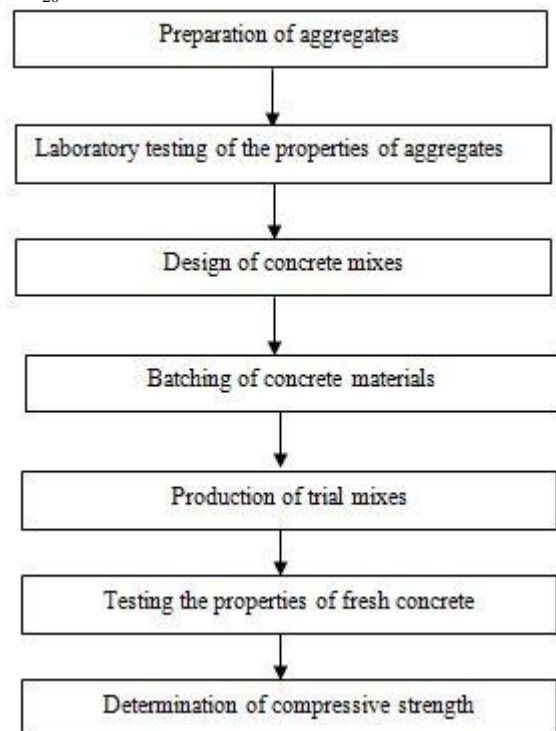 20
Preparation of aggregates
Laboratory testing of the properties of aggregates
Design of concrete mixes
Batching of concrete materials
Production of trial mixes
Testing the properties of fresh concrete
Determination of compressive strength